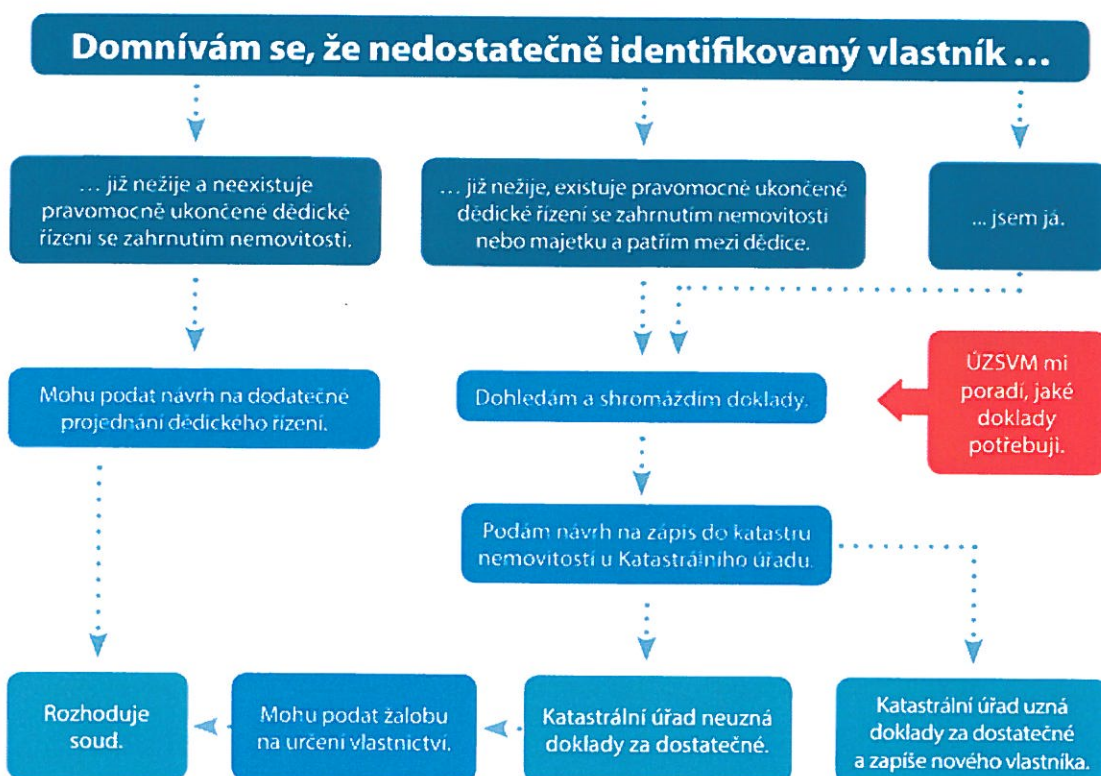 Domnívám se, že nedostatečně identifikovaný vlastník …
… již nežije a neexistuje
pravomocně ukončené dědické
řízení se zahrnutím nemovitosti.
… již nežije, existuje pravomocně ukončené
dědické řízení se zahrnutím nemovitosti
nebo majetku a patřím mezi dědice.
... jsem já.
Mohu podat návrh na dodatečné
projednání dědického řízení.
Dohledám a shromáždím doklady.
ÚZSVM mi
poradí, jaké
doklady
potřebuji.
Podám návrh na zápis do katastru
nemovitostí u Katastrálního úřadu.
Rozhoduje
soud.
Mohu podat žalobu
na určení vlastnictví.
Katastrální úřad neuzná
doklady za dostatečné.
Katastrální úřad uzná
doklady za dostatečné
a zapíše nového vlastníka.